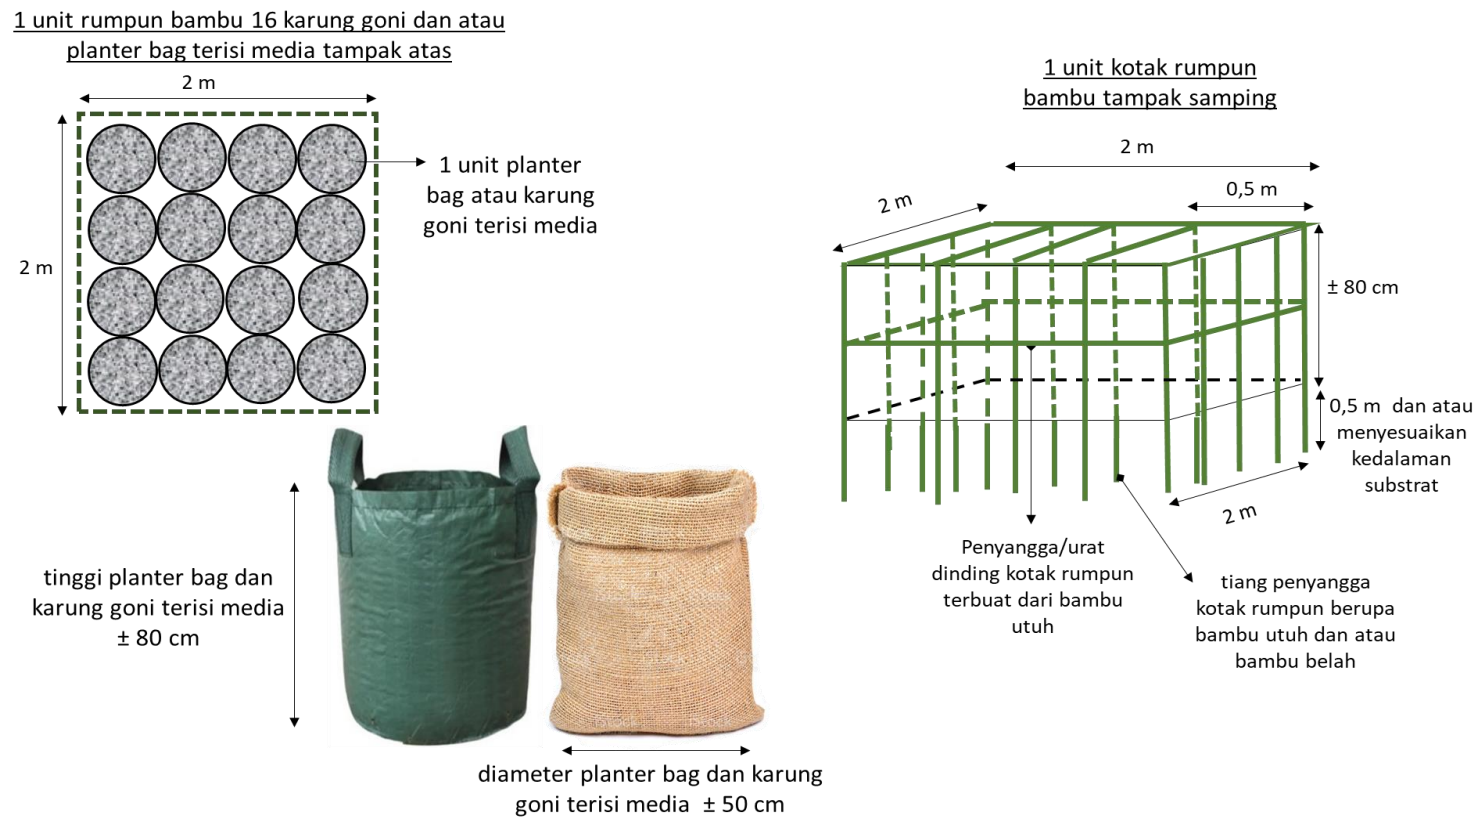 1 unit rumpun bambu 16 karung goni dan atau
planter bag terisi media tampak atas
2 m
2 m
1 unit planter
bag atau karung
goni terisi media
tinggi planter bag dan
karung goni terisi media
± 80 cm
diameter planter bag dan karung
goni terisi media ± 50 cm
1 unit kotak rumpun
bambu tampak samping
2 m
2 m
0,5 m
± 80 cm
0,5 m dan atau
menyesuaikan
kedalaman
substrat
2 m
Penyangga/urat
dinding kotak rumpun
terbuat dari bambu
utuh
tiang penyangga
kotak rumpun berupa
bambu utuh dan atau
bambu belah